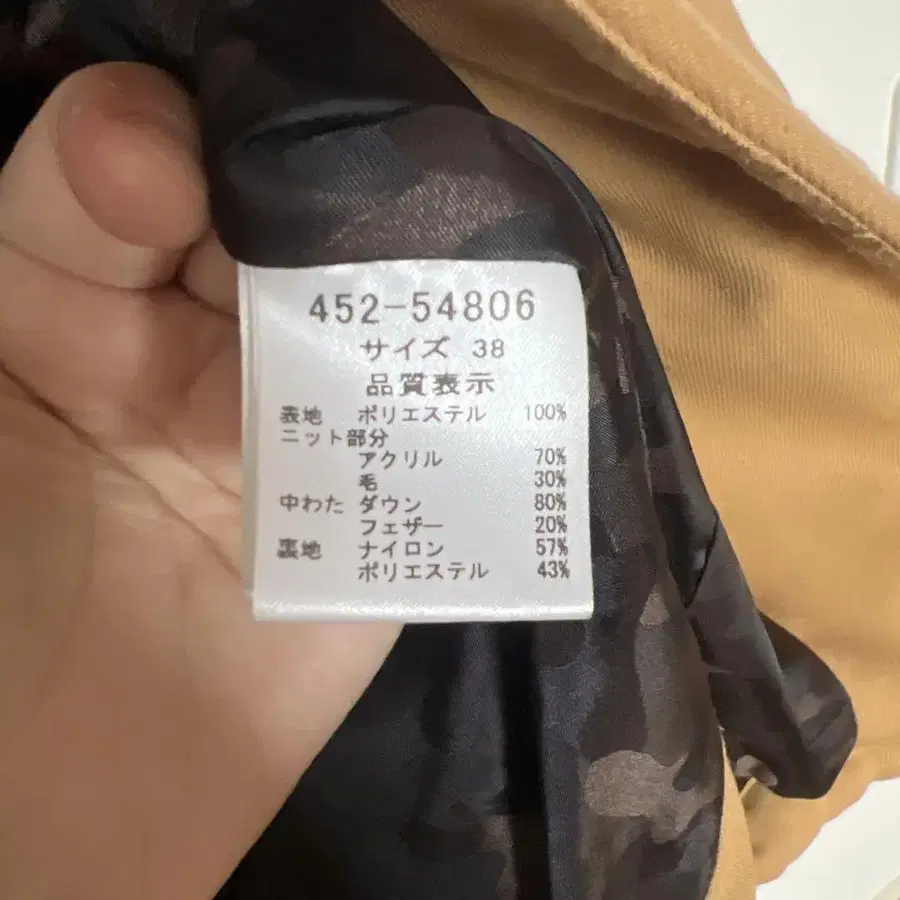 452-54806
サイズ 38
品質表示
表地 ポリエステル 100%
ニット部分
アクリル 70%
毛 30%
中わた ダウン 80%
フェザー 20%
裏地 ナイロン 57%
ポリエステル 43%